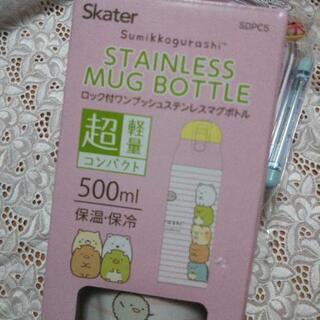 Skater
SDPC5
Sumikkogurashi™
STAINLESS
MUG BOTTLE
ロック付ワンプッシュステンレスマグボトル
超軽量
コンパクト
500ml
保温・保冷